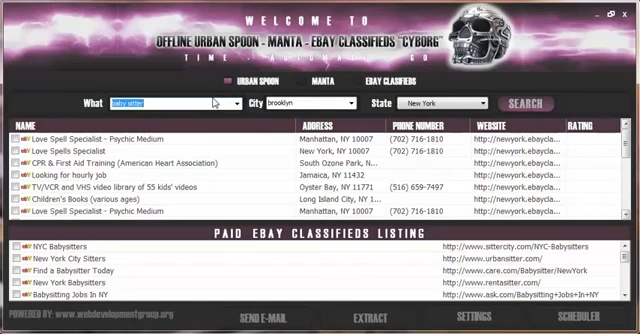 WELCOME TO
OFFLINE URBAN SPOON - MANTA - EBAY CLASSIFIEDS "CYBORG"
TIME - AUTOMATE - GO
URBAN SPOON MANTA EBAY CLASIFIEDS
What baby sitter City brooklyn State New York SEARCH
NAME ADDRESS PHONE NUMBER WEBSITE RATING
Love Spell Specialist - Psychic Medium Manhattan, NY 10007 (702) 716-1810 http://newyork.ebaycla...
Love Spells Specialist New York, NY 10007 (702) 716-1810 http://newyork.ebaycla...
CPR & First Aid Training (American Heart Association) South Ozone Park, N... http://newyork.ebaycla...
Looking for hourly job Jamaica, NY 11432 http://newyork.ebaycla...
TV/VCR and VHS video library of 55 kids' videos Oyster Bay, NY 11771 (516) 659-7497 http://newyork.ebaycla...
Children's Books (various ages) Long Island City, NY 1... http://newyork.ebaycla...
Love Spell Specialist - Psychic Medium Manhattan, NY 10007 (702) 716-1810 http://newyork.ebaycla...
PAID EBAY CLASSIFIEDS LISTING
NYC Babysitters http://www.sittercity.com/NYC-Babysitters
New York City Sitters http://www.urbansitter.com/
Find a Babysitter Today http://www.care.com/Babysitter/NewYork
New York Babysitters http://www.rentasitter.com/
Babysitting Jobs In NY http://www.ask.com/Babysitting+Jobs+In+NY
POWERED BY: www.webdevelopmentgroup.org SEND E-MAIL EXTRACT SETTINGS SCHEDULER